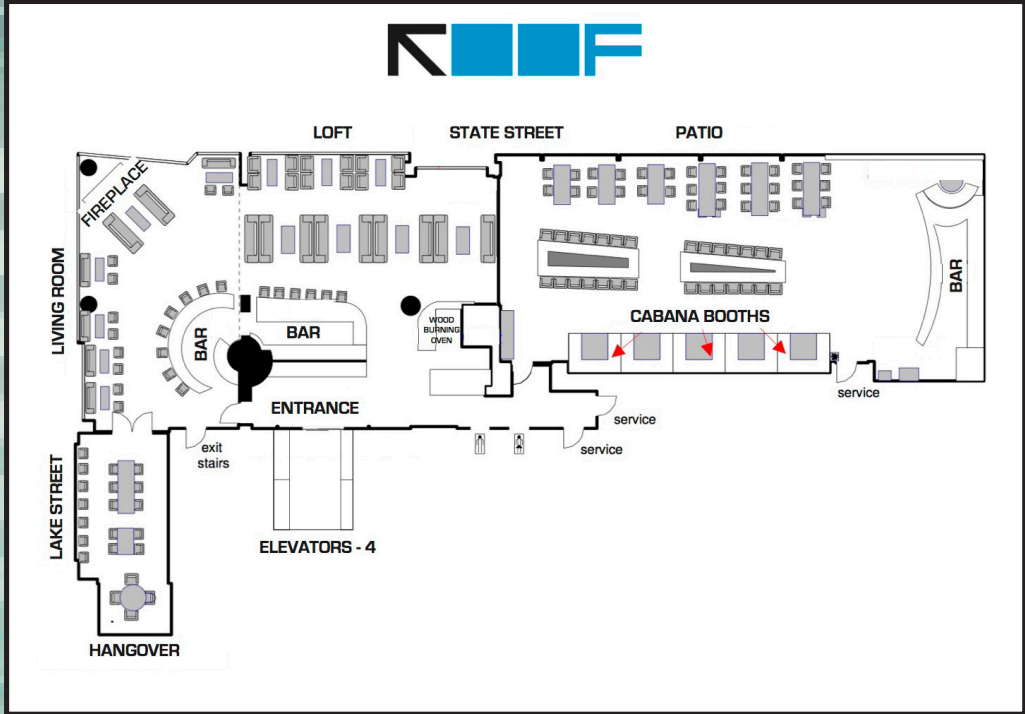 ROOF
LOFT
STATE STREET
PATIO
FIREPLACE
LIVING ROOM
BAR
BAR
WOOD
BURNING
OVEN
CABANA BOOTHS
BAR
ENTRANCE
service
service
service
exit
stairs
LAKE STREET
ELEVATORS - 4
HANGOVER